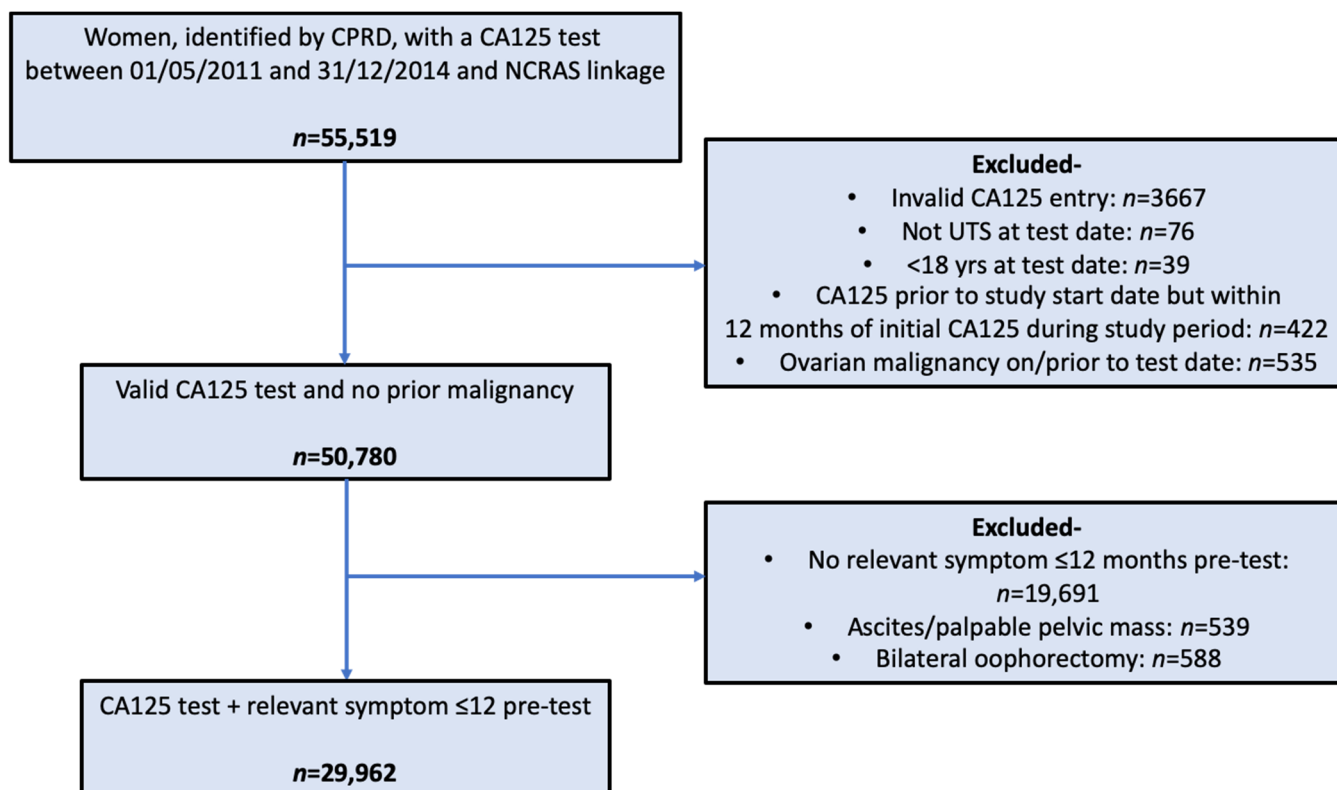 Women, identified by CPRD, with a CA125 test
between 01/05/2011 and 31/12/2014 and NCRAS linkage
n=55,519
Excluded-
• Invalid CA125 entry: n=3667
• Not UTS at test date: n=76
• <18 yrs at test date: n=39
• CA125 prior to study start date but within
12 months of initial CA125 during study period: n=422
• Ovarian malignancy on/prior to test date: n=535
Valid CA125 test and no prior malignancy
n=50,780
Excluded-
• No relevant symptom ≤12 months pre-test:
n=19,691
• Ascites/palpable pelvic mass: n=539
• Bilateral oophorectomy: n=588
CA125 test + relevant symptom ≤12 pre-test
n=29,962